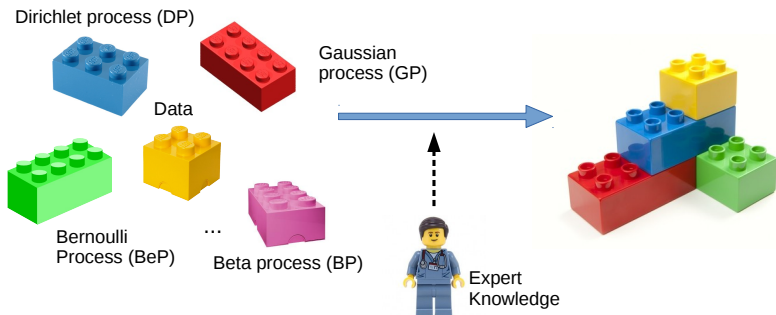 Dirichlet process (DP)
Gaussian
process (GP)
Data
Bernoulli
Process (BeP)
...
Beta process (BP)
Expert
Knowledge